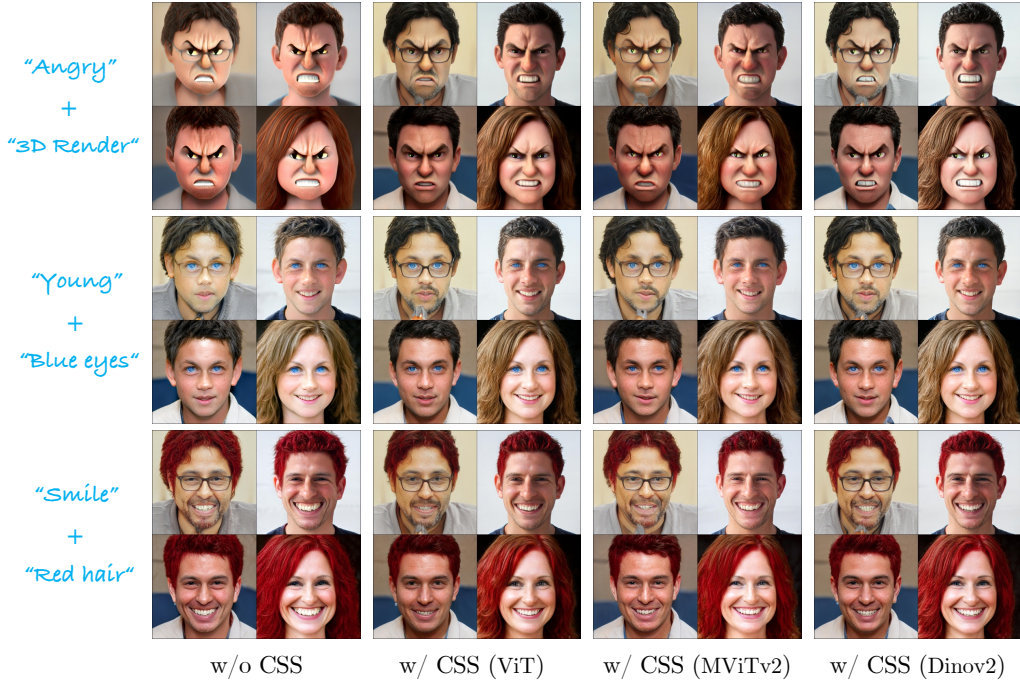 “Angry”
+
“3D Render“
“Young”
+
“Blue eyes“
“Smile”
+
“Red hair“
w/o CSS
w/ CSS (ViT)
w/ CSS (MViTv2)
w/ CSS (Dinov2)